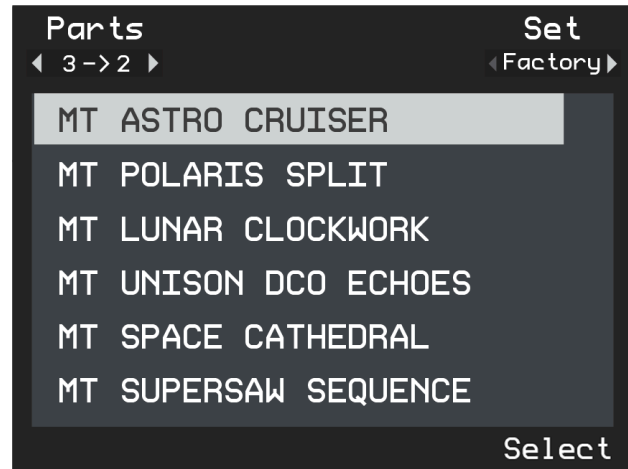 Parts Set
3->2 Factory
MT ASTRO CRUISER
MT POLARIS SPLIT
MT LUNAR CLOCKWORK
MT UNISON DCO ECHOES
MT SPACE CATHEDRAL
MT SUPERSAW SEQUENCE
Select